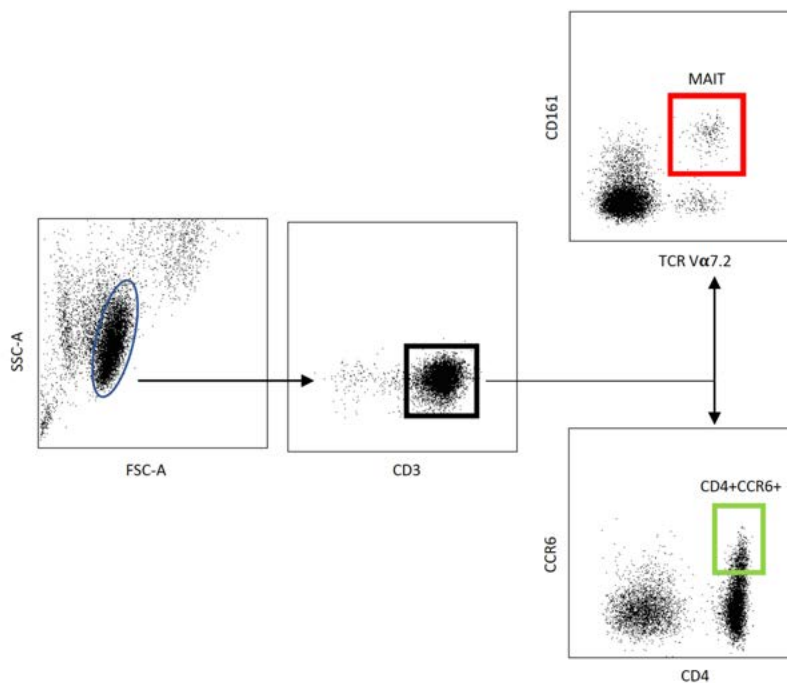 MAIT
CD161
TCR Vα7.2
SSC-A
FSC-A
CD3
CD4+CCR6+
CCR6
CD4